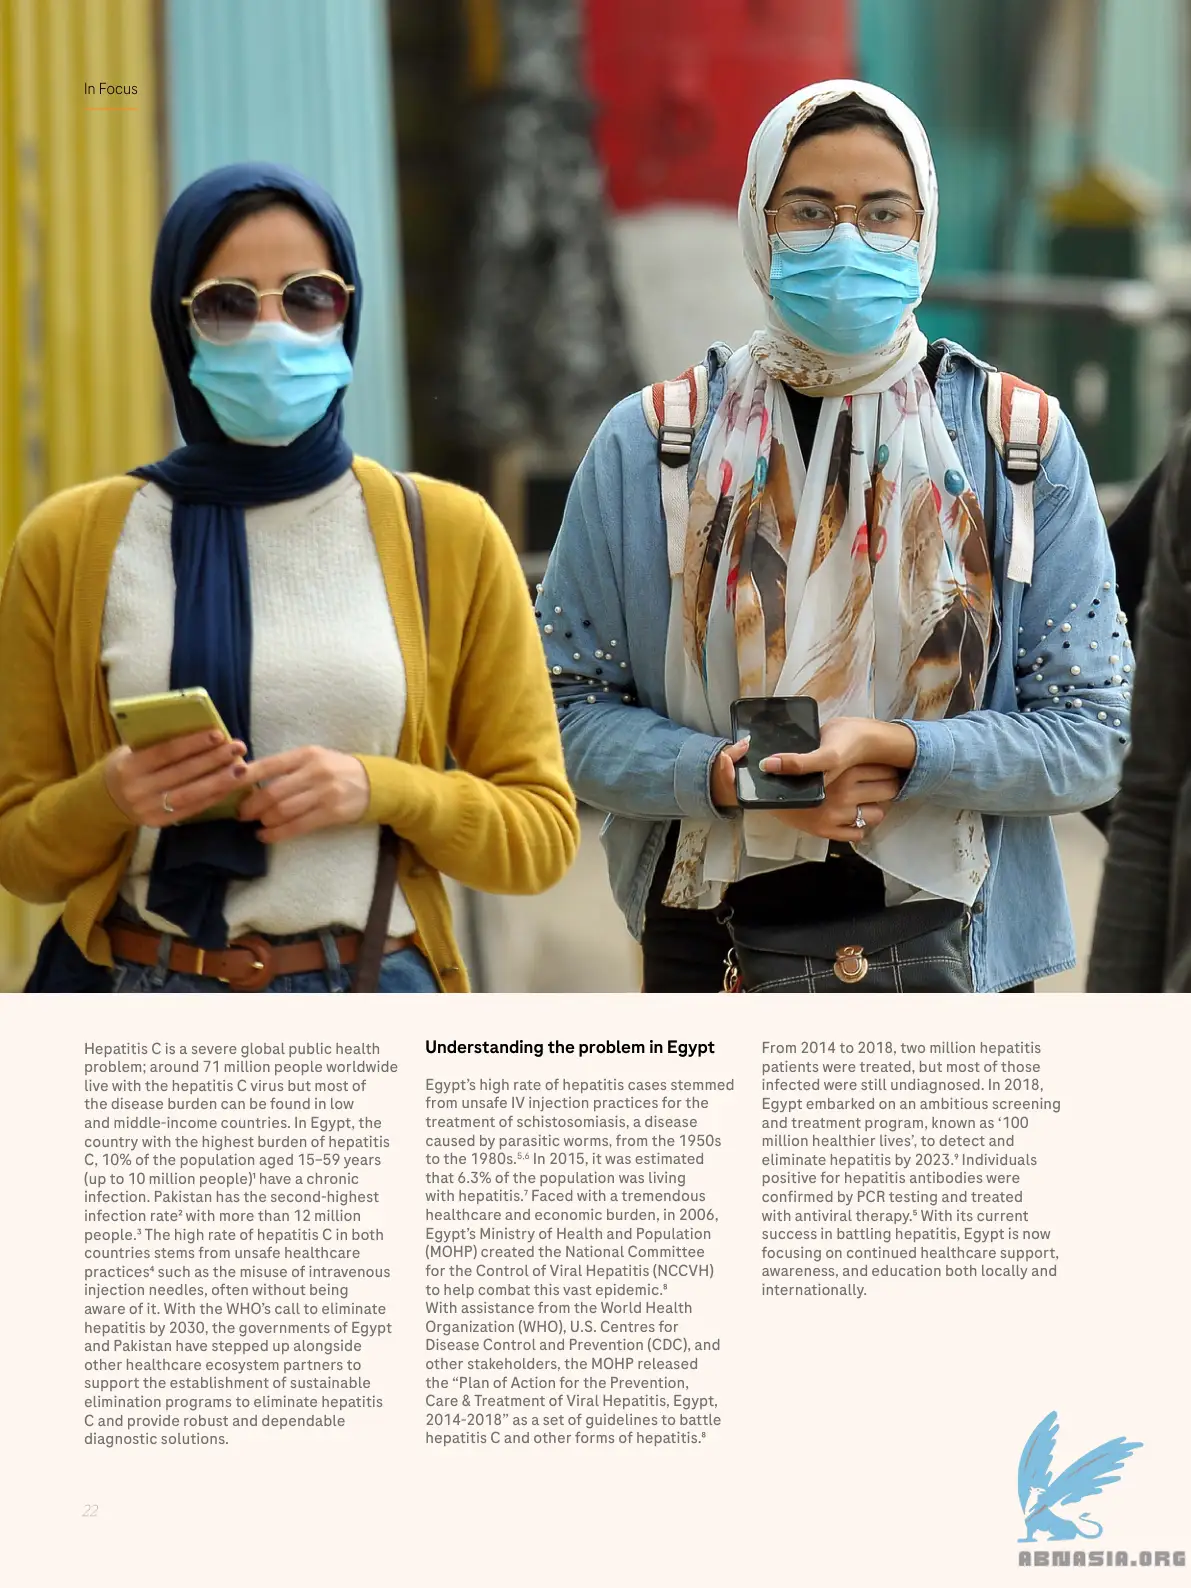 In Focus
Hepatitis C is a severe global public health
problem; around 71 million people worldwide
live with the hepatitis C virus but most of
the disease burden can be found in low
and middle-income countries. In Egypt, the
country with the highest burden of hepatitis
C, 10% of the population aged 15–59 years
(up to 10 million people)¹ have a chronic
infection. Pakistan has the second-highest
infection rate² with more than 12 million
people.³ The high rate of hepatitis C in both
countries stems from unsafe healthcare
practices⁴ such as the misuse of intravenous
injection needles, often without being
aware of it. With the WHO’s call to eliminate
hepatitis by 2030, the governments of Egypt
and Pakistan have stepped up alongside
other healthcare ecosystem partners to
support the establishment of sustainable
elimination programs to eliminate hepatitis
C and provide robust and dependable
diagnostic solutions.
Understanding the problem in Egypt
Egypt’s high rate of hepatitis cases stemmed
from unsafe IV injection practices for the
treatment of schistosomiasis, a disease
caused by parasitic worms, from the 1950s
to the 1980s.⁵,⁶ In 2015, it was estimated
that 6.3% of the population was living
with hepatitis.⁷ Faced with a tremendous
healthcare and economic burden, in 2006,
Egypt’s Ministry of Health and Population
(MOHP) created the National Committee
for the Control of Viral Hepatitis (NCCVH)
to help combat this vast epidemic.⁸
With assistance from the World Health
Organization (WHO), U.S. Centres for
Disease Control and Prevention (CDC), and
other stakeholders, the MOHP released
the “Plan of Action for the Prevention,
Care & Treatment of Viral Hepatitis, Egypt,
2014-2018” as a set of guidelines to battle
hepatitis C and other forms of hepatitis.⁸
From 2014 to 2018, two million hepatitis
patients were treated, but most of those
infected were still undiagnosed. In 2018,
Egypt embarked on an ambitious screening
and treatment program, known as ‘100
million healthier lives’, to detect and
eliminate hepatitis by 2023.⁹ Individuals
positive for hepatitis antibodies were
confirmed by PCR testing and treated
with antiviral therapy.⁵ With its current
success in battling hepatitis, Egypt is now
focusing on continued healthcare support,
awareness, and education both locally and
internationally.
22
ABNASIA.ORG